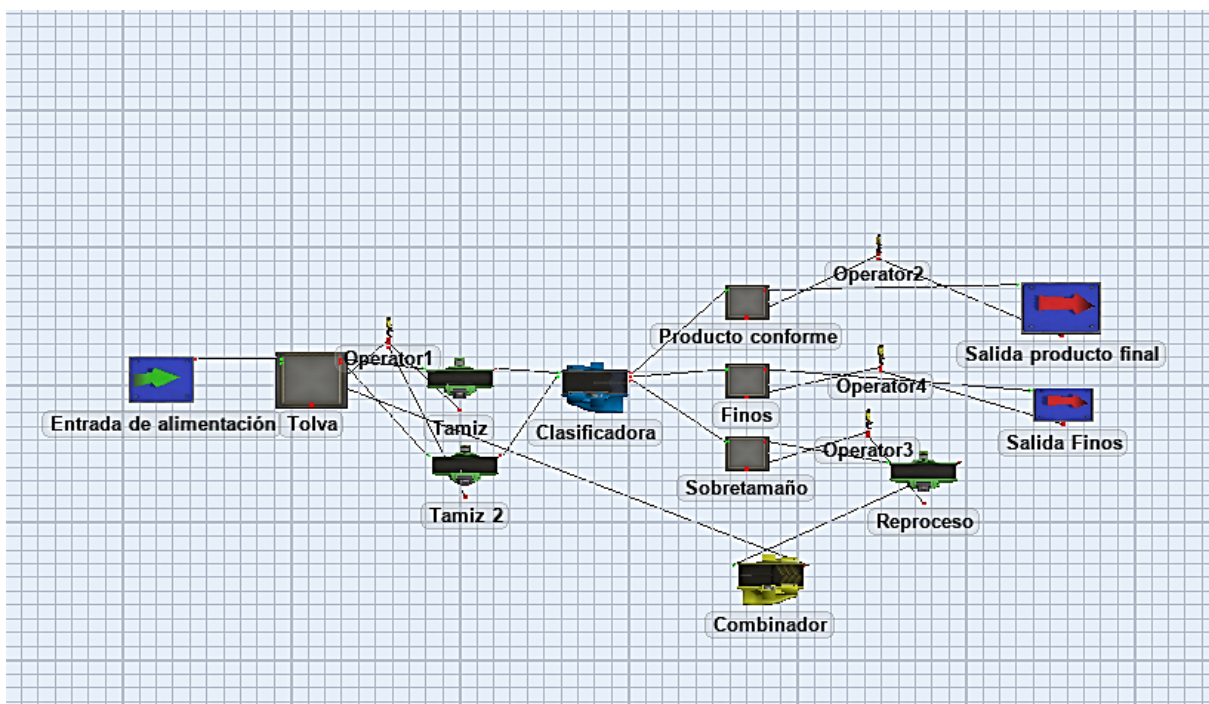 Operator2
Producto conforme
Salida producto final
Operator1
Operator4
Entrada de alimentación
Tolva
Tamiz
Clasificadora
Finos
Salida Finos
Operator3
Sobretamaño
Tamiz 2
Reproceso
Combinador